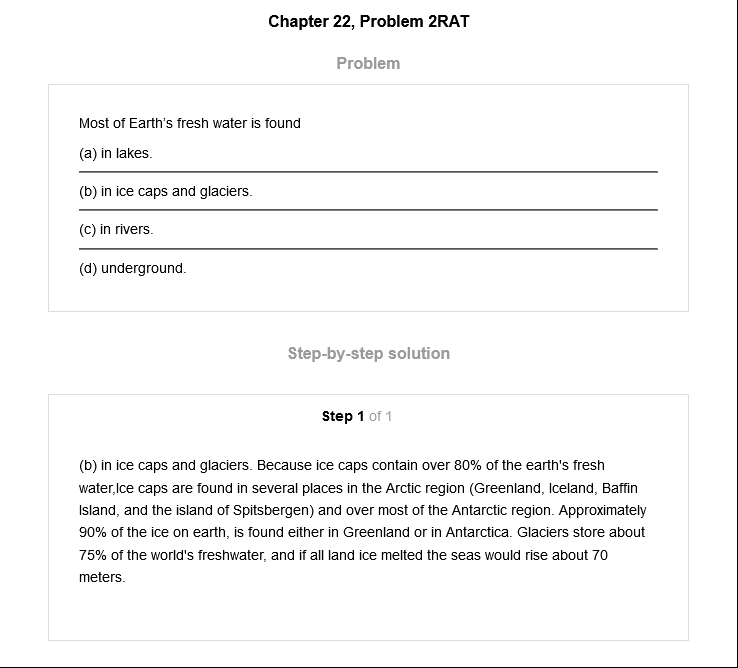 Chapter 22, Problem 2RAT
Problem
Most of Earth's fresh water is found
(a) in lakes.
(b) in ice caps and glaciers.
(c) in rivers.
(d) underground.
Step-by-step solution
Step 1 of 1
(b) in ice caps and glaciers. Because ice caps contain over 80% of the earth's fresh
water,Ice caps are found in several places in the Arctic region (Greenland, Iceland, Baffin
Island, and the island of Spitsbergen) and over most of the Antarctic region. Approximately
90% of the ice on earth, is found either in Greenland or in Antarctica. Glaciers store about
75% of the world's freshwater, and if all land ice melted the seas would rise about 70
meters.